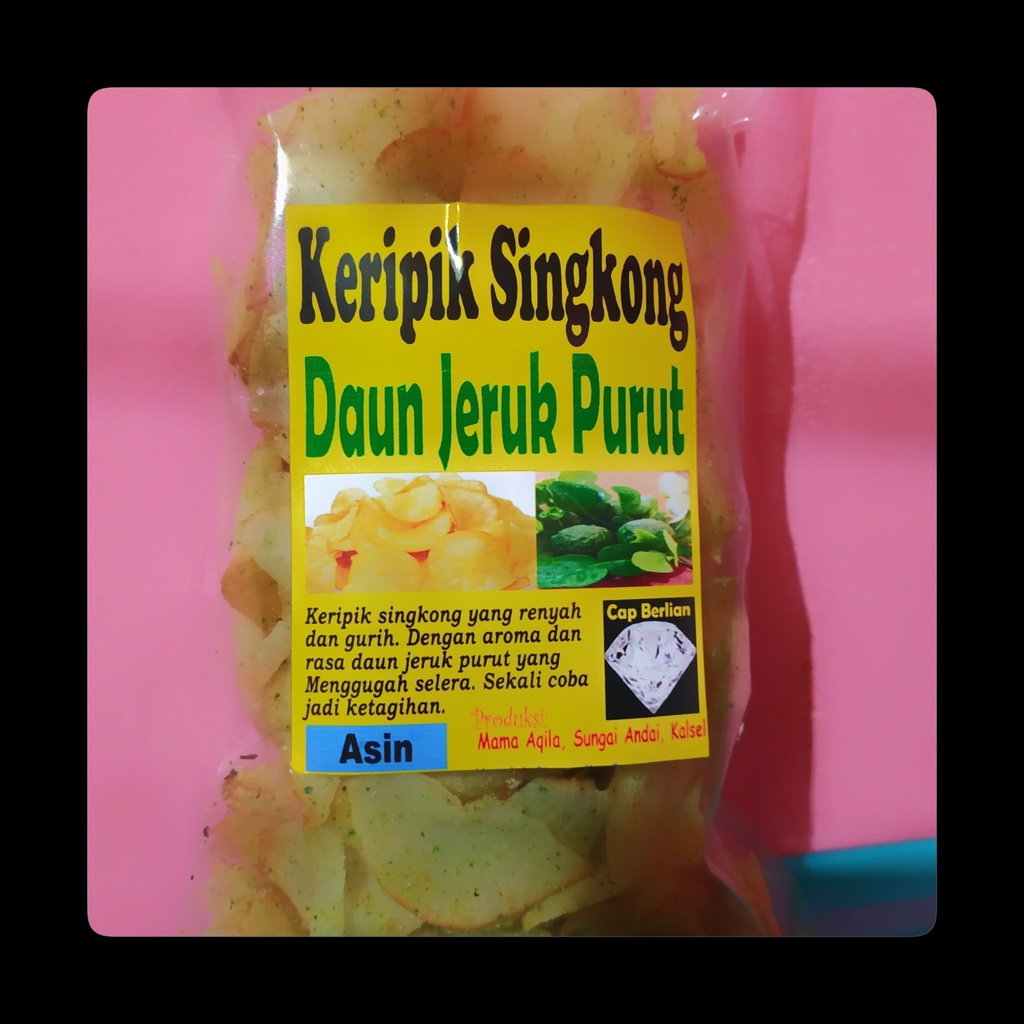 Keripik Singkong
Daun Jeruk Purut
Keripik singkong yang renyah
dan gurih. Dengan aroma dan
rasa daun jeruk purut yang
Menggugah selera. Sekali coba
jadi ketagihan.
Cap Berlian
Asin
Produksi:
Mama Aqila, Sungai Andai, Kalsel